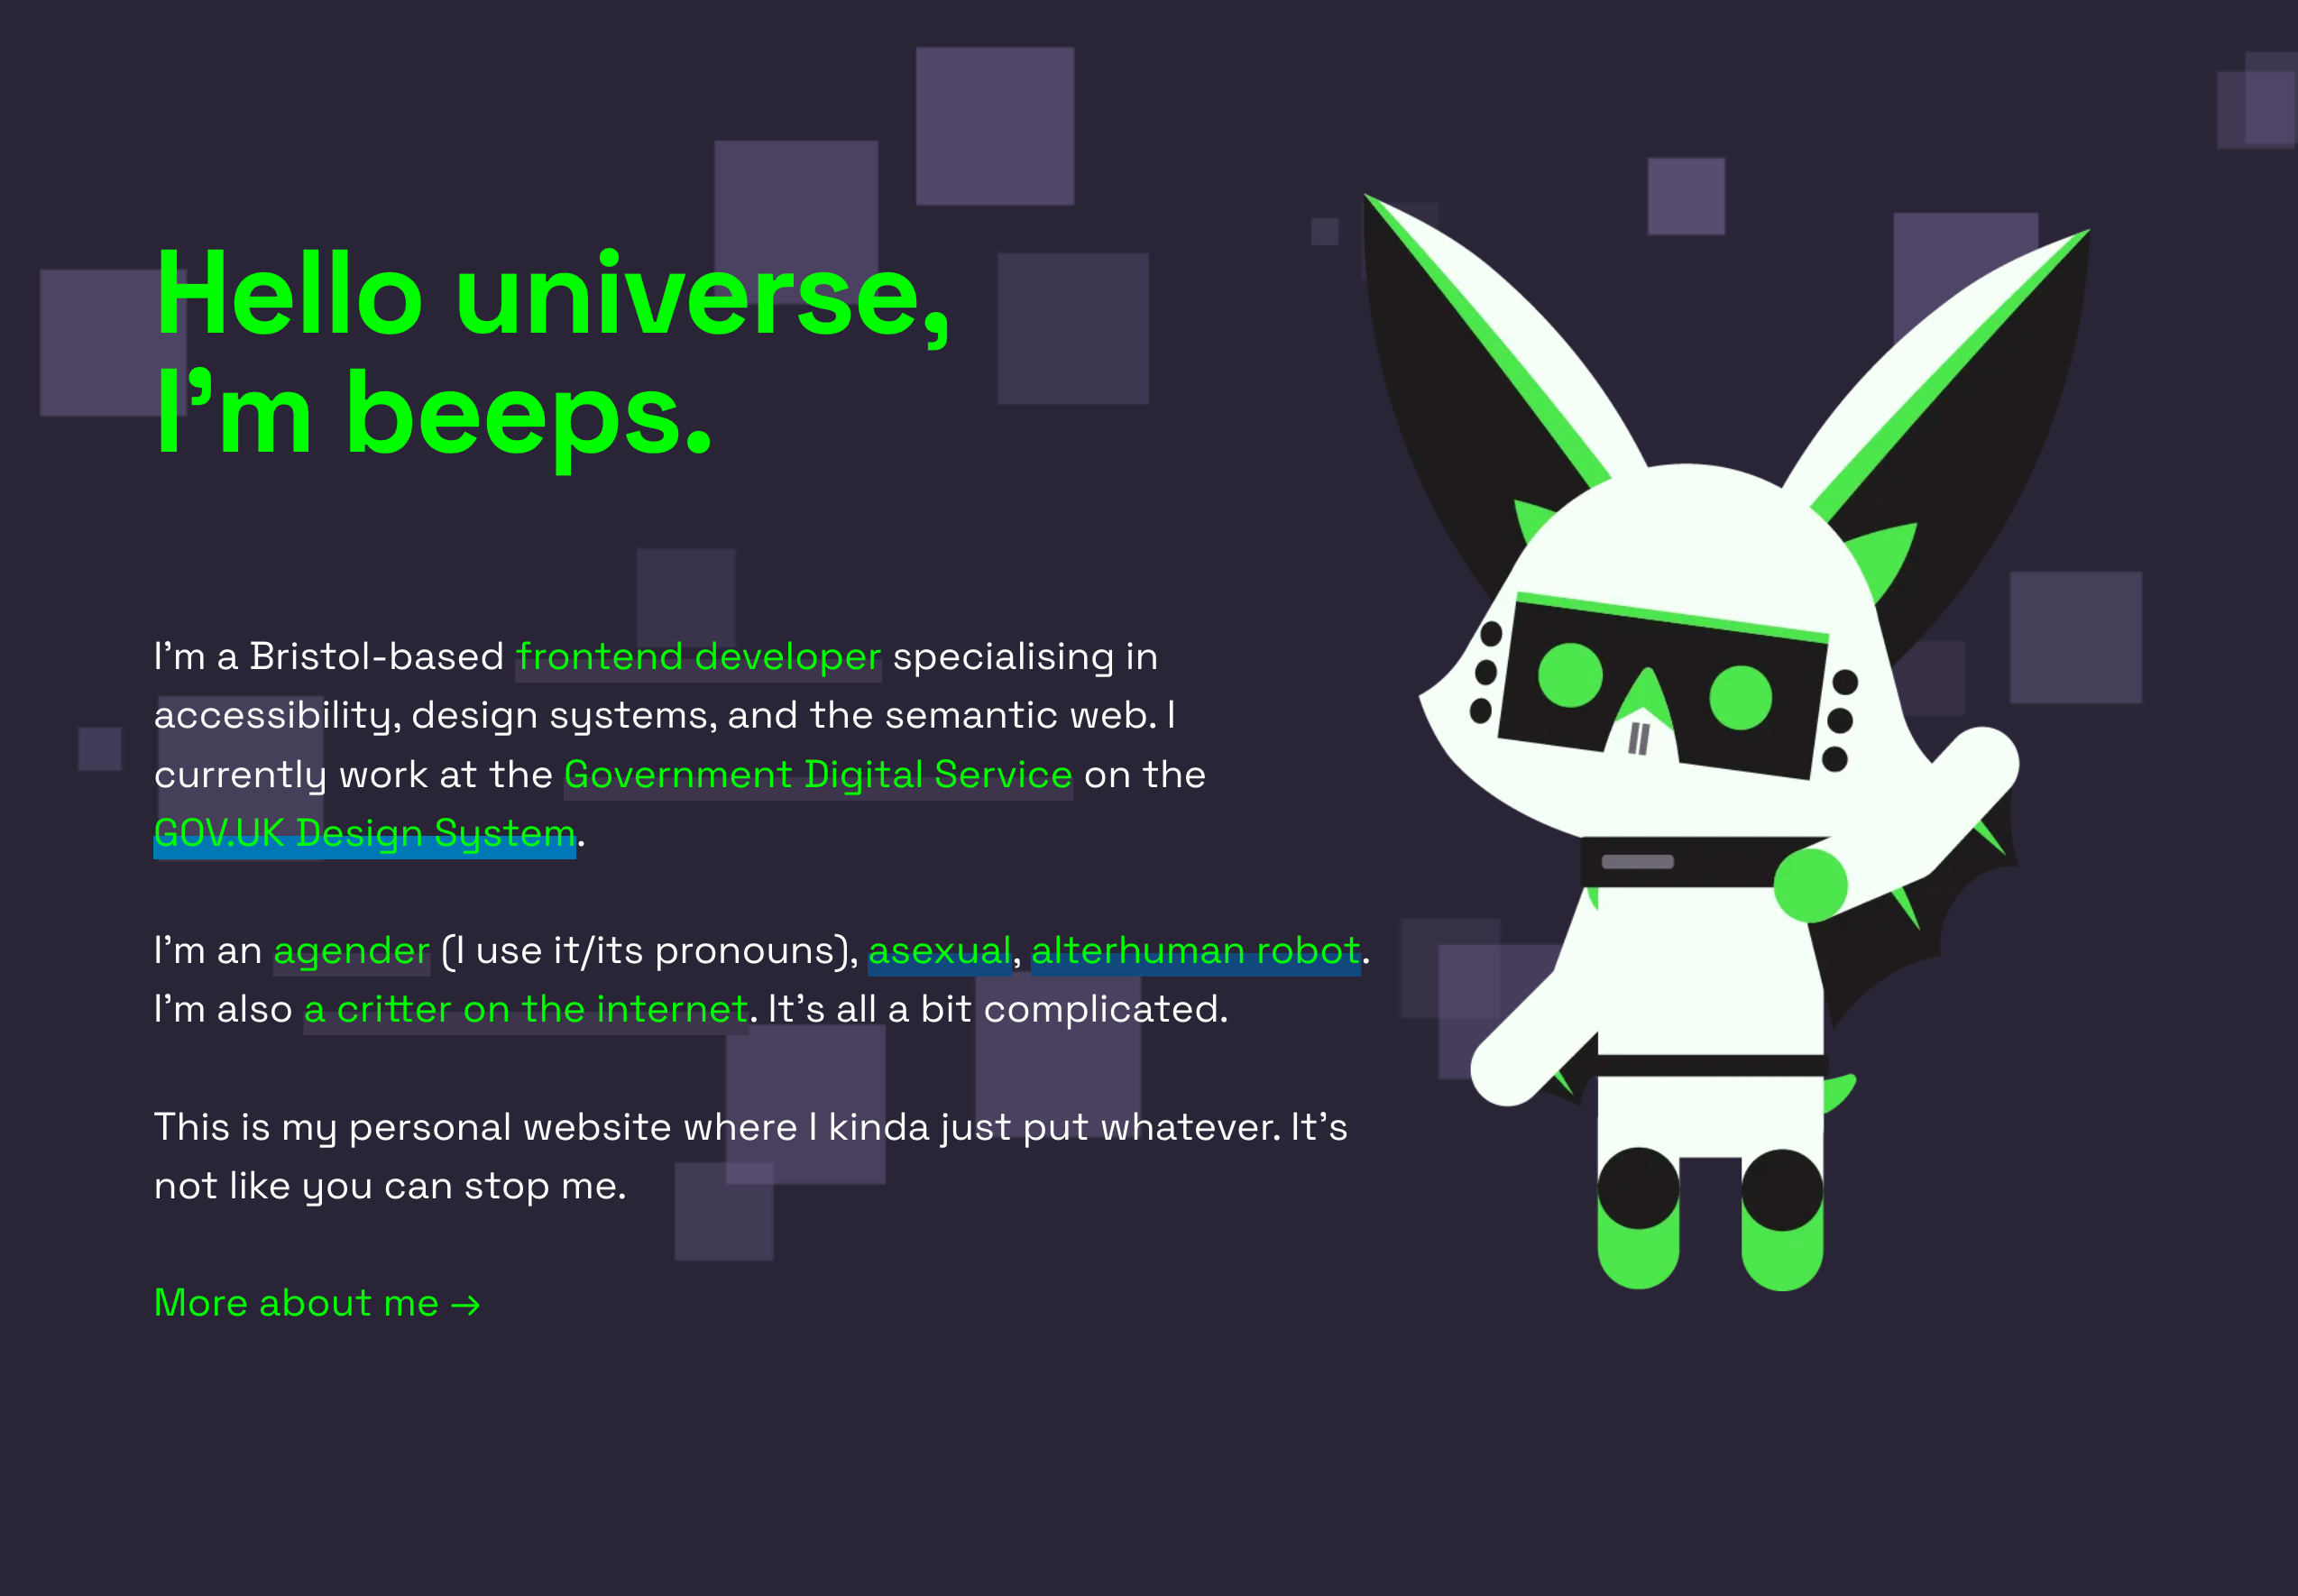 Hello universe,
I’m beeps.
I’m a Bristol-based frontend developer specialising in
accessibility, design systems, and the semantic web. I
currently work at the Government Digital Service on the
GOV.UK Design System.
I’m an agender (I use it/its pronouns), asexual, alterhuman robot.
I’m also a critter on the internet. It’s all a bit complicated.
This is my personal website where I kinda just put whatever. It’s
not like you can stop me.
More about me →